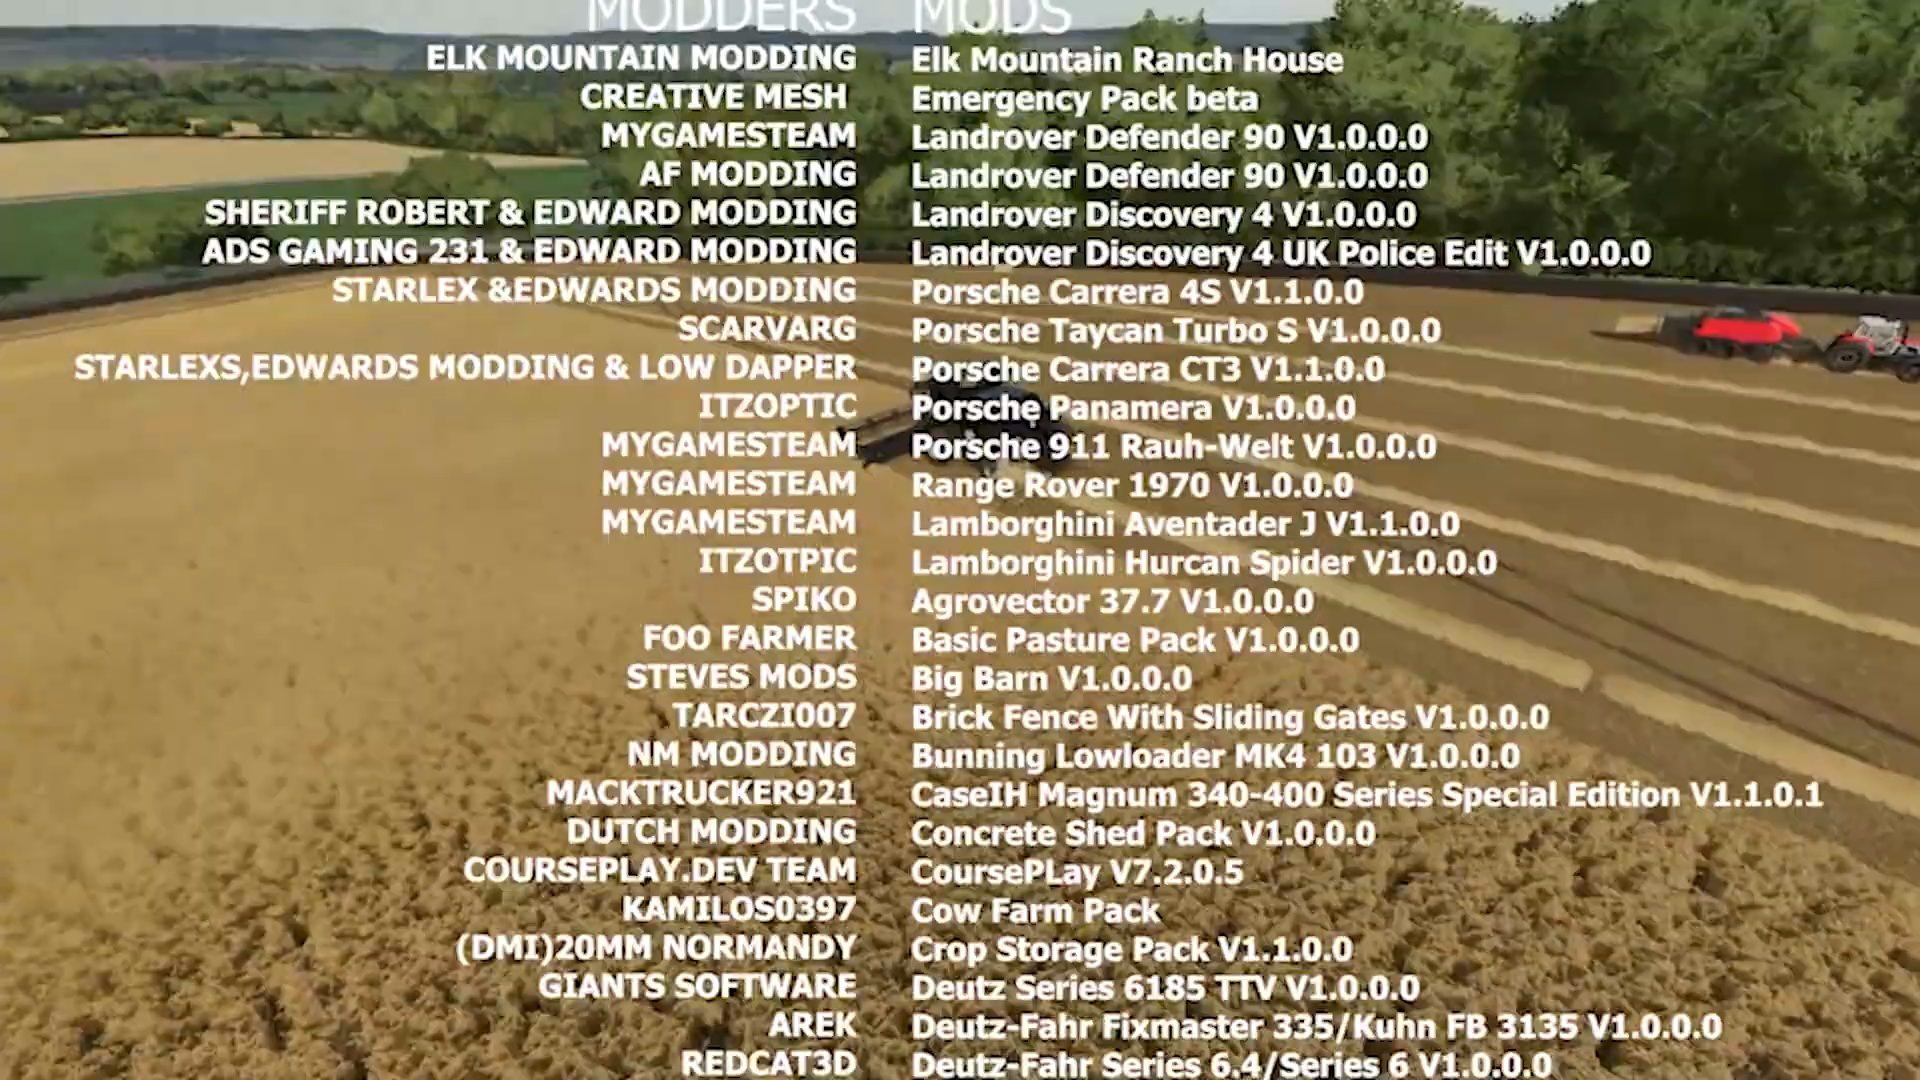 MODDERS MODS
ELK MOUNTAIN MODDING Elk Mountain Ranch House
CREATIVE MESH Emergency Pack beta
MYGAMESTEAM Landrover Defender 90 V1.0.0.0
AF MODDING Landrover Defender 90 V1.0.0.0
SHERIFF ROBERT & EDWARD MODDING Landrover Discovery 4 V1.0.0.0
ADS GAMING 231 & EDWARD MODDING Landrover Discovery 4 UK Police Edit V1.0.0.0
STARLEX &EDWARDS MODDING Porsche Carrera 4S V1.1.0.0
SCARVARG Porsche Taycan Turbo S V1.0.0.0
STARLEXS,EDWARDS MODDING & LOW DAPPER Porsche Carrera CT3 V1.1.0.0
ITZOPTIC Porsche Panamera V1.0.0.0
MYGAMESTEAM Porsche 911 Rauh-Welt V1.0.0.0
MYGAMESTEAM Range Rover 1970 V1.0.0.0
MYGAMESTEAM Lamborghini Aventader J V1.1.0.0
ITZOTPIC Lamborghini Hurcan Spider V1.0.0.0
SPIKO Agrovector 37.7 V1.0.0.0
FOO FARMER Basic Pasture Pack V1.0.0.0
STEVES MODS Big Barn V1.0.0.0
TARCZI007 Brick Fence With Sliding Gates V1.0.0.0
NM MODDING Bunning Lowloader MK4 103 V1.0.0.0
MACKTRUCKER921 CaseIH Magnum 340-400 Series Special Edition V1.1.0.1
DUTCH MODDING Concrete Shed Pack V1.0.0.0
COURSEPLAY.DEV TEAM CoursePLay V7.2.0.5
KAMILOS0397 Cow Farm Pack
(DMI)20MM NORMANDY Crop Storage Pack V1.1.0.0
GIANTS SOFTWARE Deutz Series 6185 TTV V1.0.0.0
AREK Deutz-Fahr Fixmaster 335/Kuhn FB 3135 V1.0.0.0
REDCAT3D Deutz-Fahr Series 6.4/Series 6 V1.0.0.0